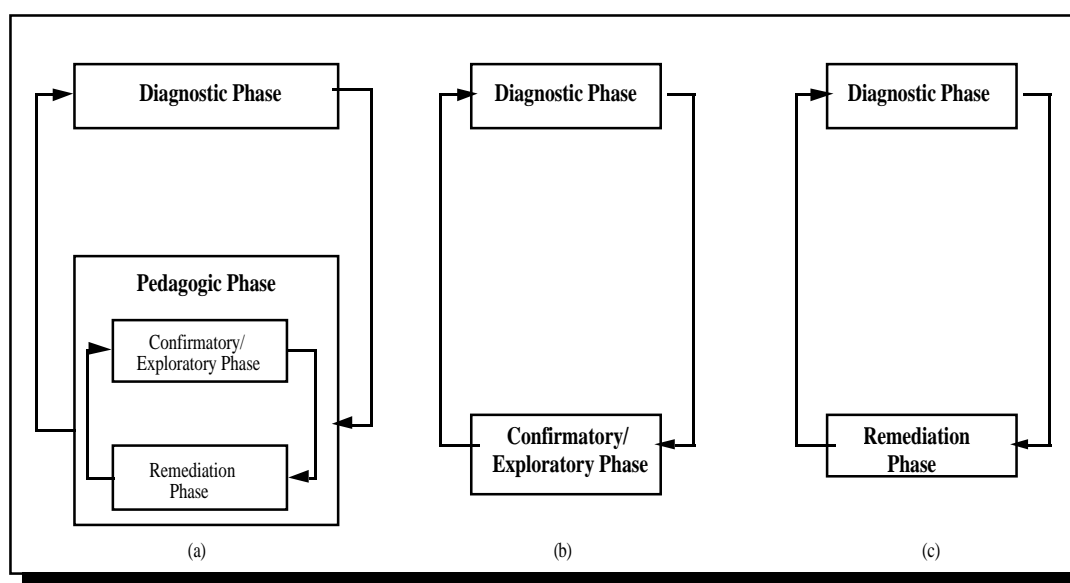 Diagnostic Phase
Pedagogic Phase
Confirmatory/
Exploratory Phase
Remediation
Phase
(a)
Diagnostic Phase
Confirmatory/
Exploratory Phase
(b)
Diagnostic Phase
Remediation
Phase
(c)